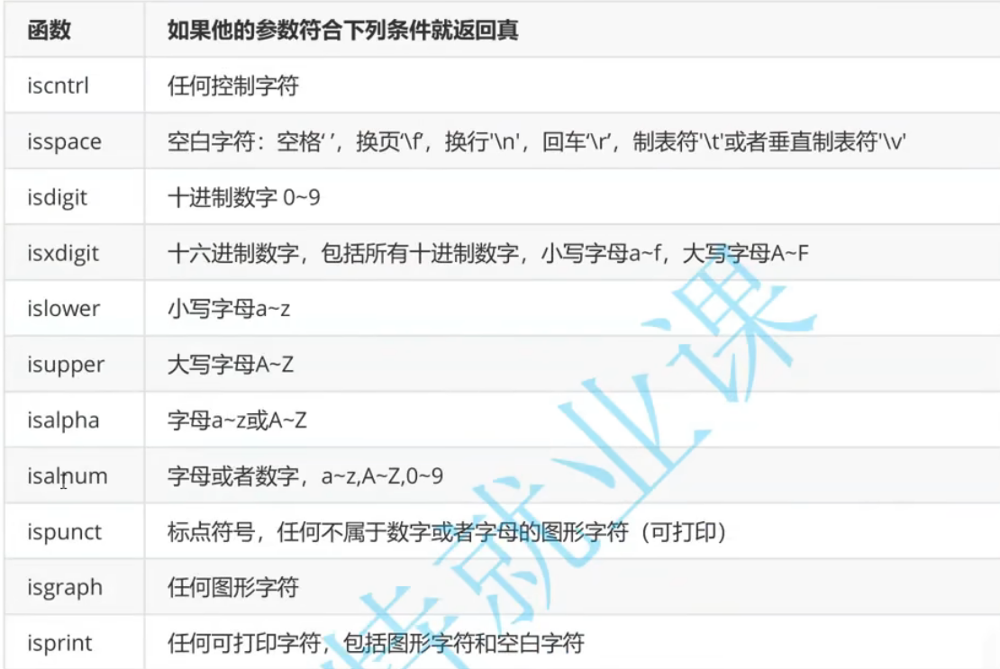 函数 如果他的参数符合下列条件就返回真
iscntrl 任何控制字符
isspace 空白字符：空格‘ ’，换页‘\f’，换行'\n'，回车‘\r’，制表符'\t'或者垂直制表符'\v'
isdigit 十进制数字 0~9
isxdigit 十六进制数字，包括所有十进制数字，小写字母a~f，大写字母A~F
islower 小写字母a~z
isupper 大写字母A~Z
isalpha 字母a~z或A~Z
isalnum 字母或者数字，a~z,A~Z,0~9
ispunct 标点符号，任何不属于数字或者字母的图形字符（可打印）
isgraph 任何图形字符
isprint 任何可打印字符，包括图形字符和空白字符
特就业课